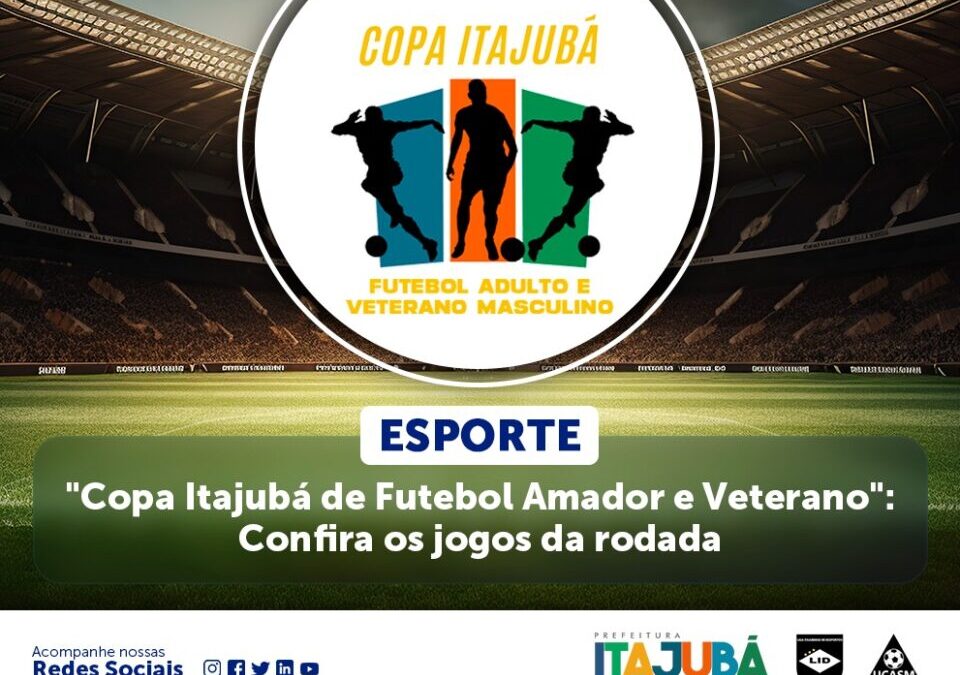 COPA ITAJUBÁ
FUTEBOL ADULTO E
VETERANO MASCULINO
ESPORTE
"Copa Itajubá de Futebol Amador e Veterano":
Confira os jogos da rodada
Acompanhe nossas
Redes Sociais
PREFEITURA
ITAJUBÁ
LID